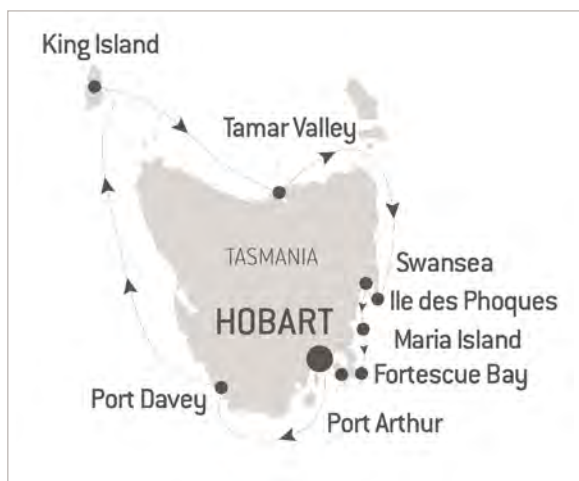 King Island
Tamar Valley
TASMANIA
Swansea
HOBART
Ile des Phoques
Maria Island
Fortescue Bay
Port Davey
Port Arthur